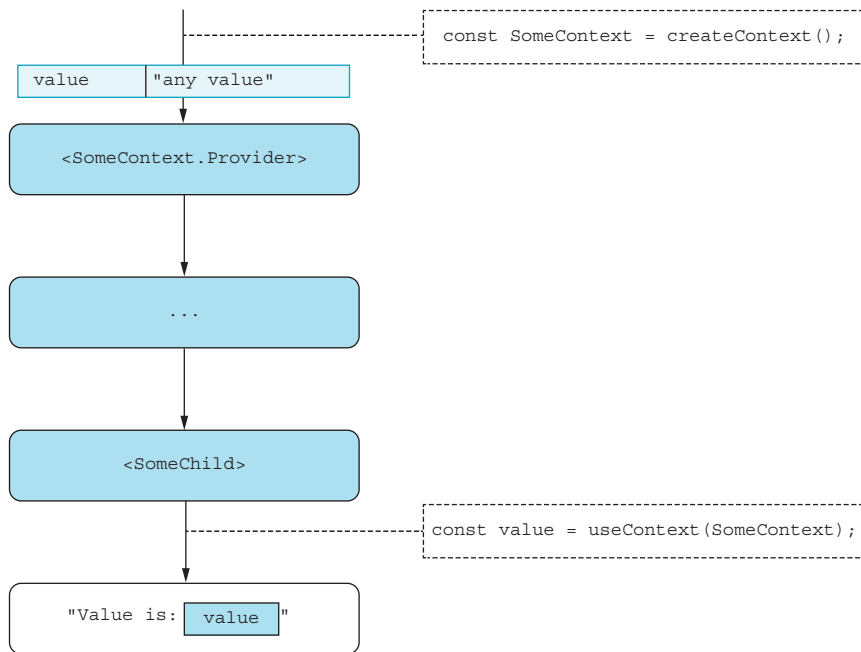 const SomeContext = createContext();
value "any value"
<SomeContext.Provider>
...
<SomeChild>
const value = useContext(SomeContext);
"Value is: value "